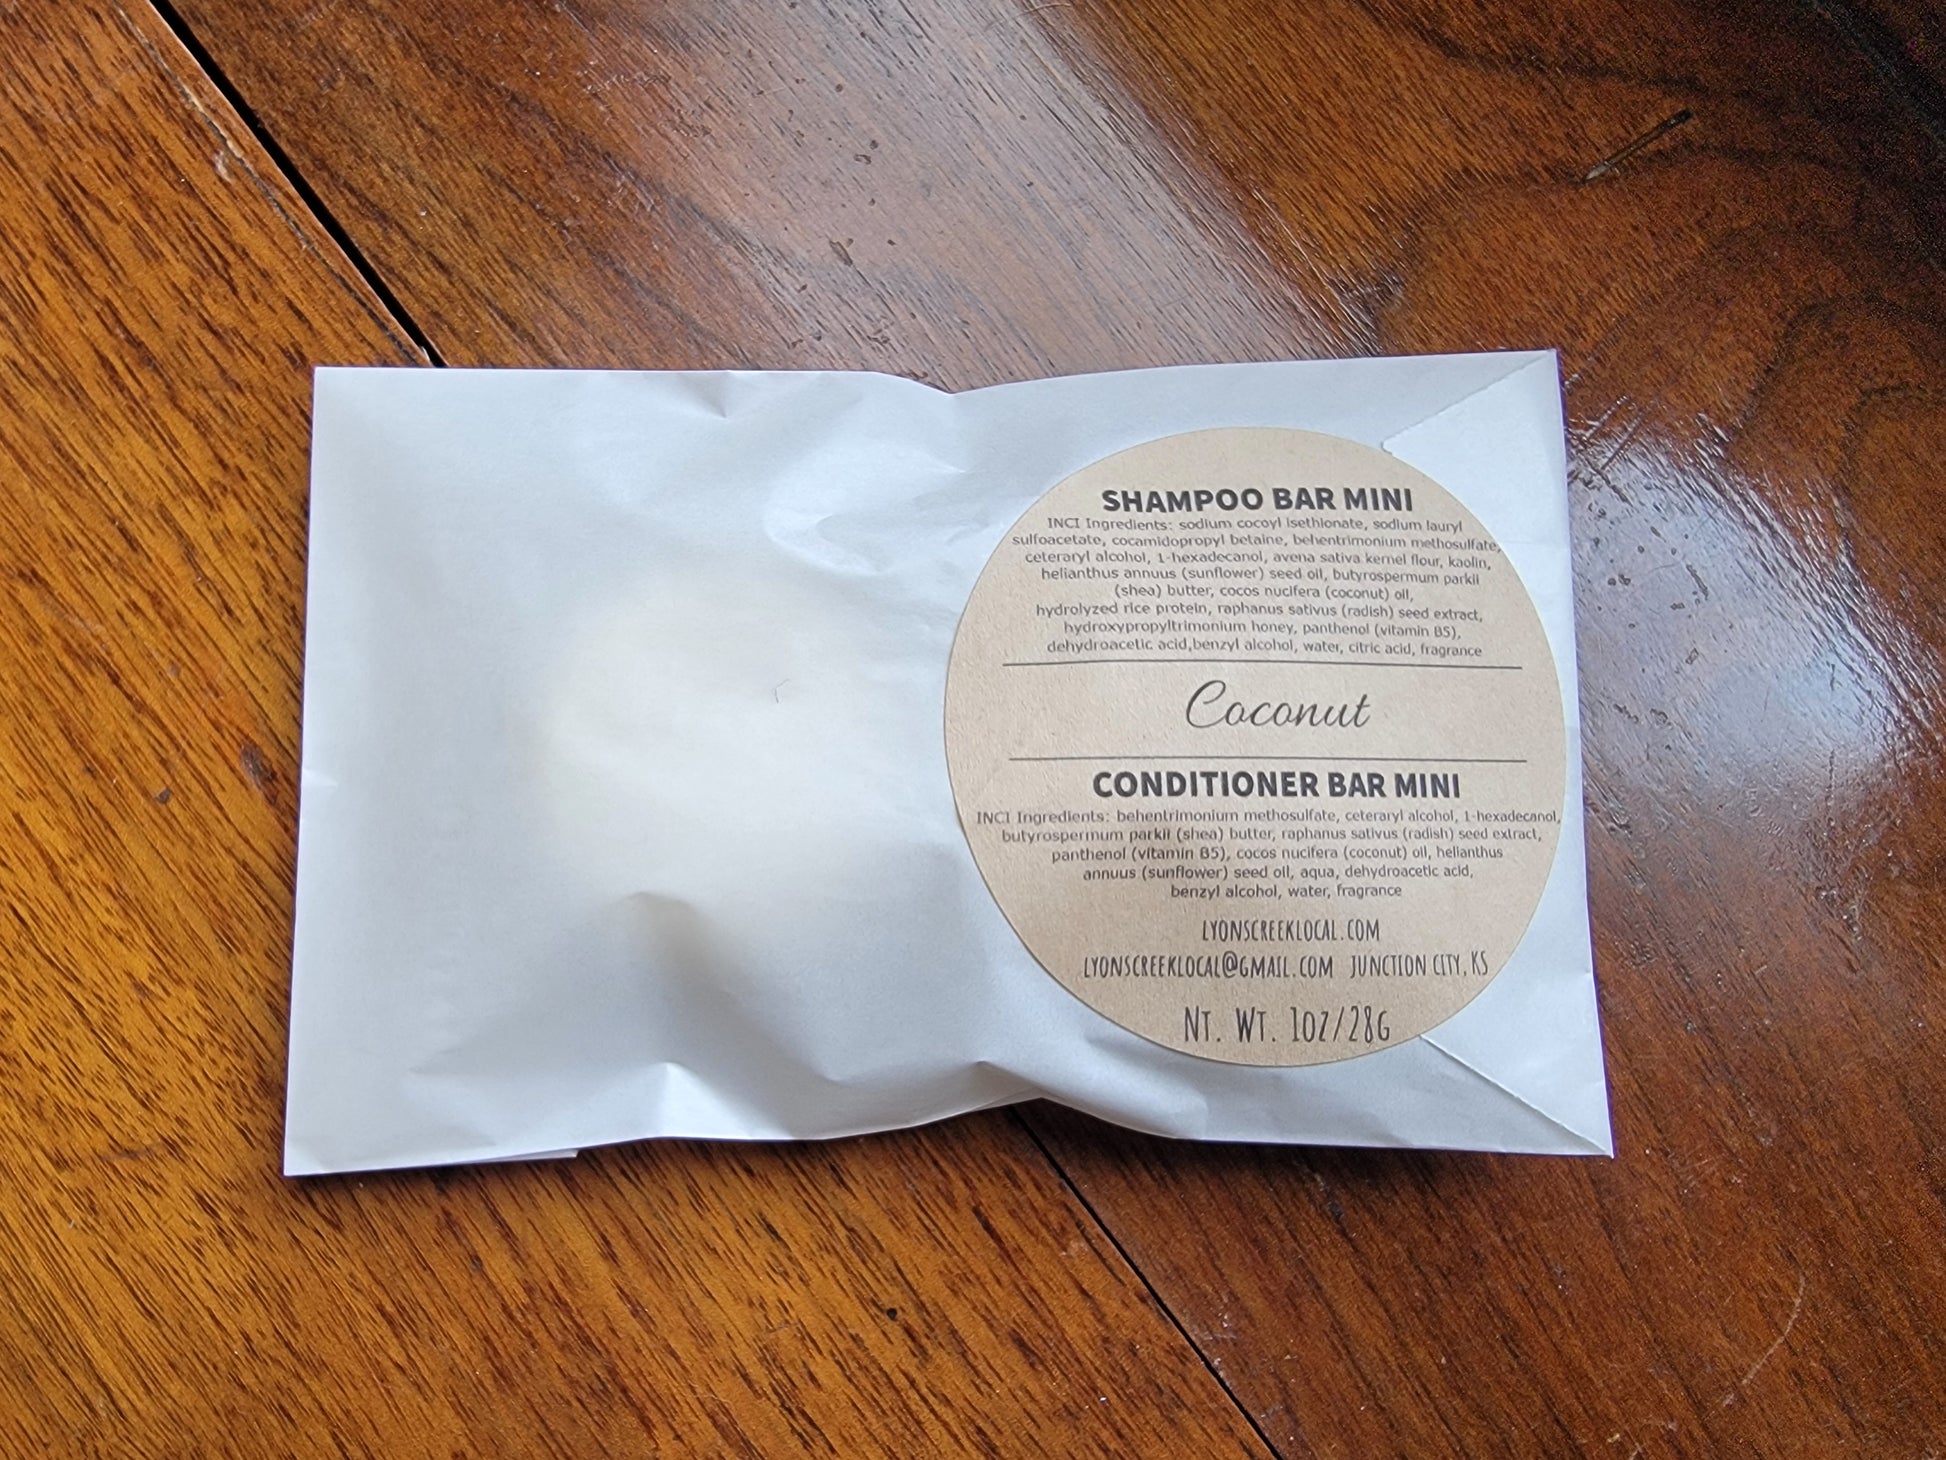 SHAMPOO BAR MINI
INCI Ingredients: sodium cocoyl isethionate, sodium lauryl
sulfoacetate, cocamidopropyl betaine, behentrimonium methosulfate,
ceteraryl alcohol, 1-hexadecanol, avena sativa kernel flour, kaolin,
helianthus annuus (sunflower) seed oil, butyrospermum parkii
(shea) butter, cocos nucifera (coconut) oil,
hydrolyzed rice protein, raphanus sativus (radish) seed extract,
hydroxypropyltrimonium honey, panthenol (vitamin B5),
dehydroacetic acid,benzyl alcohol, water, citric acid, fragrance
Coconut
CONDITIONER BAR MINI
INCI Ingredients: behentrimonium methosulfate, ceteraryl alcohol, 1-hexadecanol,
butyrospermum parkii (shea) butter, raphanus sativus (radish) seed extract,
panthenol (vitamin B5), cocos nucifera (coconut) oil, helianthus
annuus (sunflower) seed oil, aqua, dehydroacetic acid,
benzyl alcohol, water, fragrance
LYONSCREEKLOCAL.COM
LYONSCREEKLOCAL@GMAIL.COM JUNCTION CITY, KS
NT. WT. 1OZ/28G